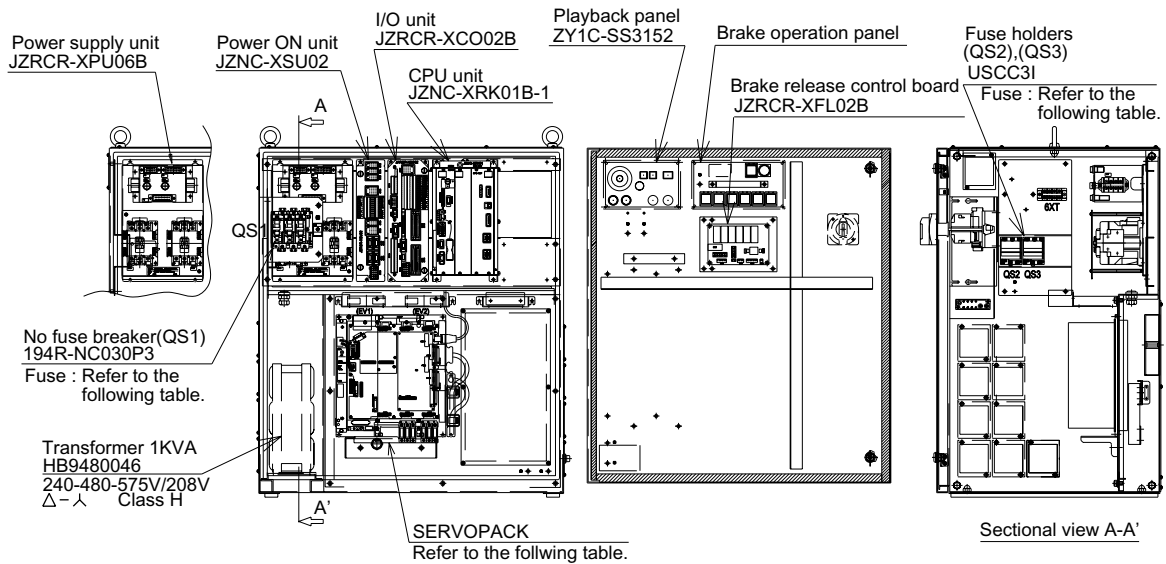 Power supply unit
JZRCR-XPU06B
Power ON unit
JZNC-XSU02
I/O unit
JZRCR-XCO02B
CPU unit
JZNC-XRK01B-1
Playback panel
ZY1C-SS3152
Brake operation panel
Brake release control board
JZRCR-XFL02B
Fuse holders
(QS2),(QS3)
USCC3I
Fuse : Refer to the
following table.
A
QS1
6XT
QS2 QS3
(EV1)
(EV2)
No fuse breaker(QS1)
194R-NC030P3
Fuse : Refer to the
following table.
Transformer 1KVA
HB9480046
240-480-575V/208V
△-⅄ Class H
A'
SERVOPACK
Refer to the follwing table.
Sectional view A-A'